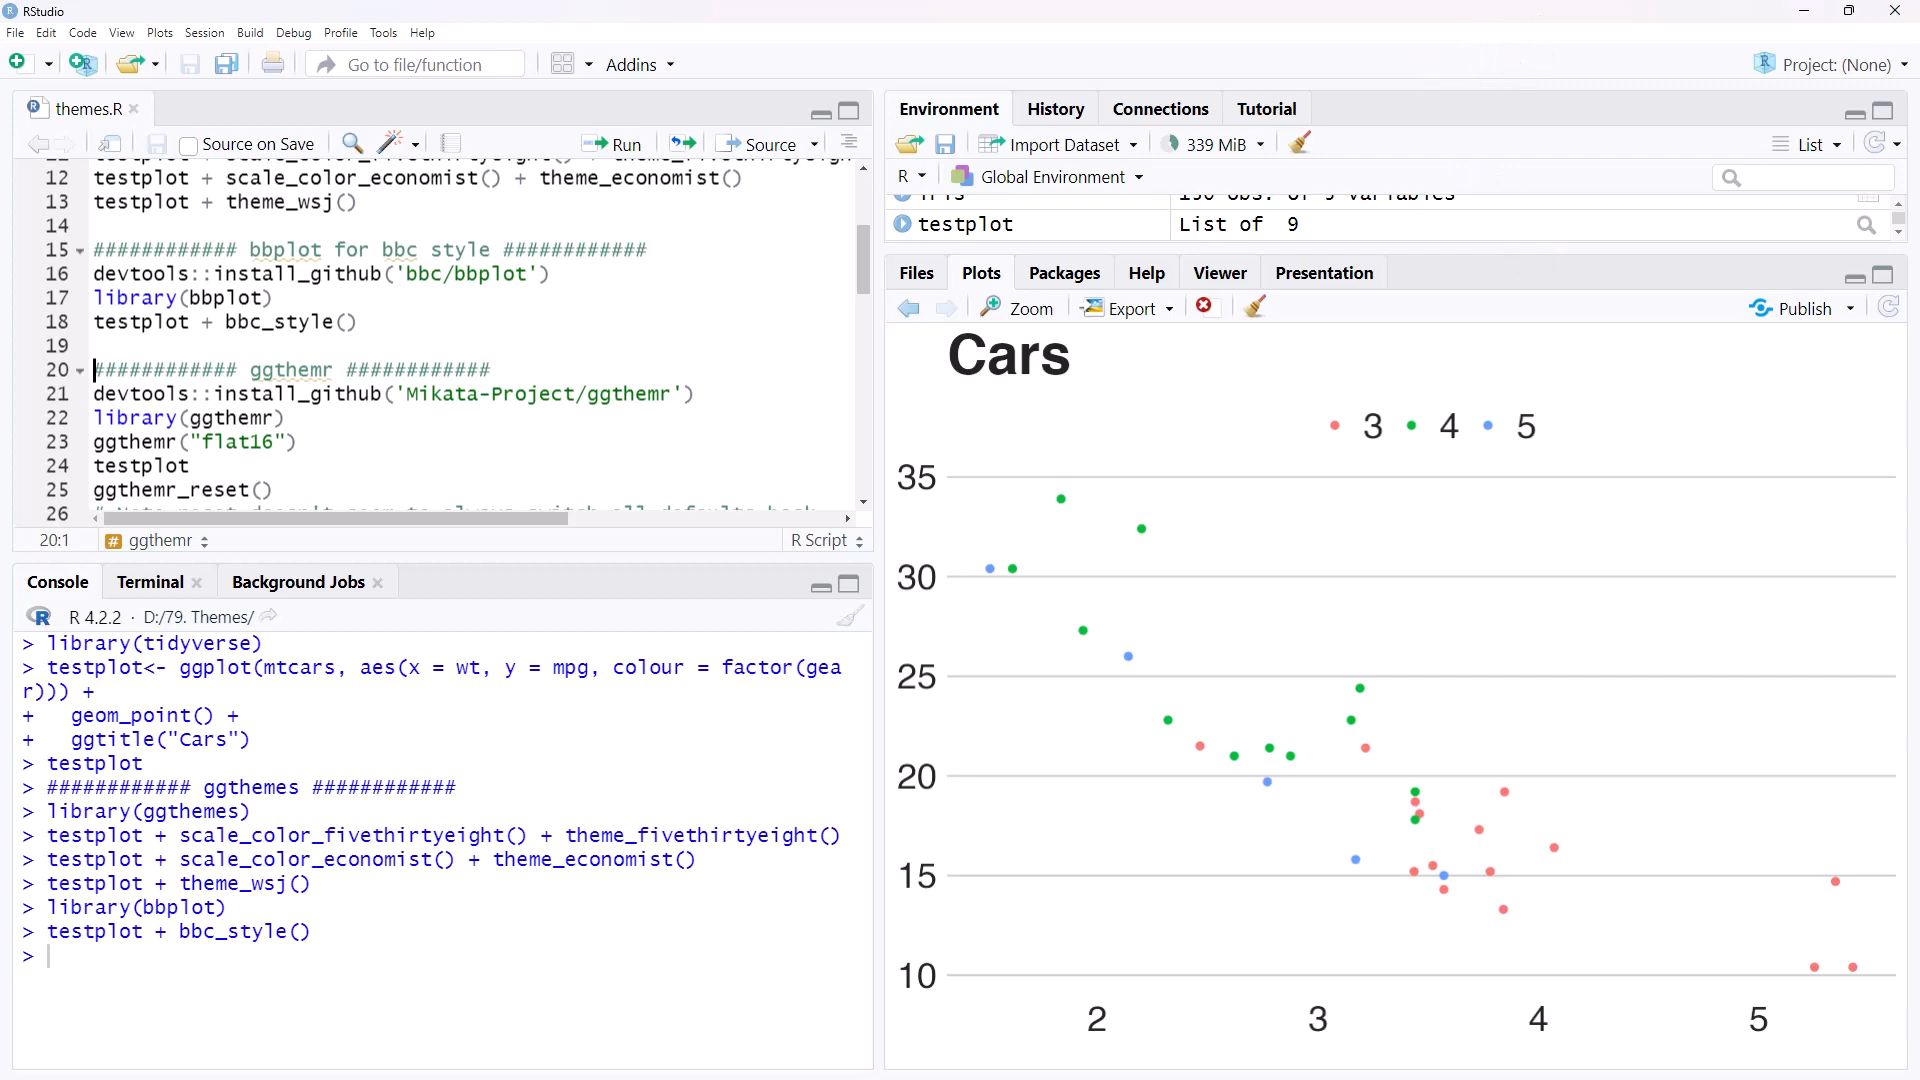 RStudio
File Edit Code View Plots Session Build Debug Profile Tools Help
Go to file/function Addins Project: (None)
themes.R
Source on Save Run Source
12 testplot + scale_color_economist() + theme_economist()
13 testplot + theme_wsj()
14
15 ############ bbplot for bbc style ############
16 devtools::install_github('bbc/bbplot')
17 library(bbplot)
18 testplot + bbc_style()
19
20 ############ ggthemr ############
21 devtools::install_github('Mikata-Project/ggthemr')
22 library(ggthemr)
23 ggthemr("flat16")
24 testplot
25 ggthemr_reset()
26
20:1 ggthemr R Script
Console Terminal Background Jobs
R 4.2.2 · D:/79. Themes/
> library(tidyverse)
> testplot<- ggplot(mtcars, aes(x = wt, y = mpg, colour = factor(gea
r))) +
+   geom_point() +
+   ggtitle("Cars")
> testplot
> ############ ggthemes ############
> library(ggthemes)
> testplot + scale_color_fivethirtyeight() + theme_fivethirtyeight()
> testplot + scale_color_economist() + theme_economist()
> testplot + theme_wsj()
> library(bbplot)
> testplot + bbc_style()
>
Environment History Connections Tutorial
Import Dataset 339 MiB List
R Global Environment
testplot List of 9
Files Plots Packages Help Viewer Presentation
Zoom Export Publish
Cars
3 4 5
35
30
25
20
15
10
2 3 4 5